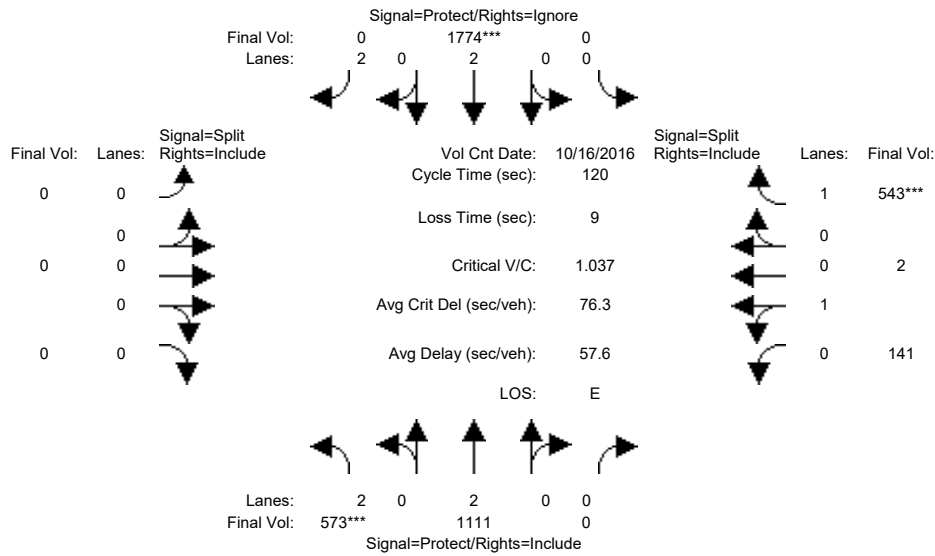 Signal=Protect/Rights=Ignore
Final Vol: 0 1774*** 0
Lanes: 2 0 2 0 0
Signal=Split Signal=Split
Final Vol: Lanes: Rights=Include Vol Cnt Date: 10/16/2016 Rights=Include Lanes: Final Vol:
Cycle Time (sec): 120
0 0 1 543***
Loss Time (sec): 9
0 0
0 0 Critical V/C: 1.037 0 2
0 Avg Crit Del (sec/veh): 76.3 1
0 0 Avg Delay (sec/veh): 57.6 0 141
LOS: E
Lanes: 2 0 2 0 0
Final Vol: 573*** 1111 0
Signal=Protect/Rights=Include